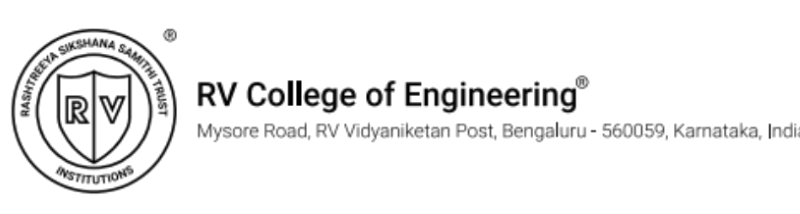 RASHTREEYA SIKSHANA SAMITHI TRUST
®
RV
INSTITUTIONS
RV College of Engineering®
Mysore Road, RV Vidyaniketan Post, Bengaluru - 560059, Karnataka, India